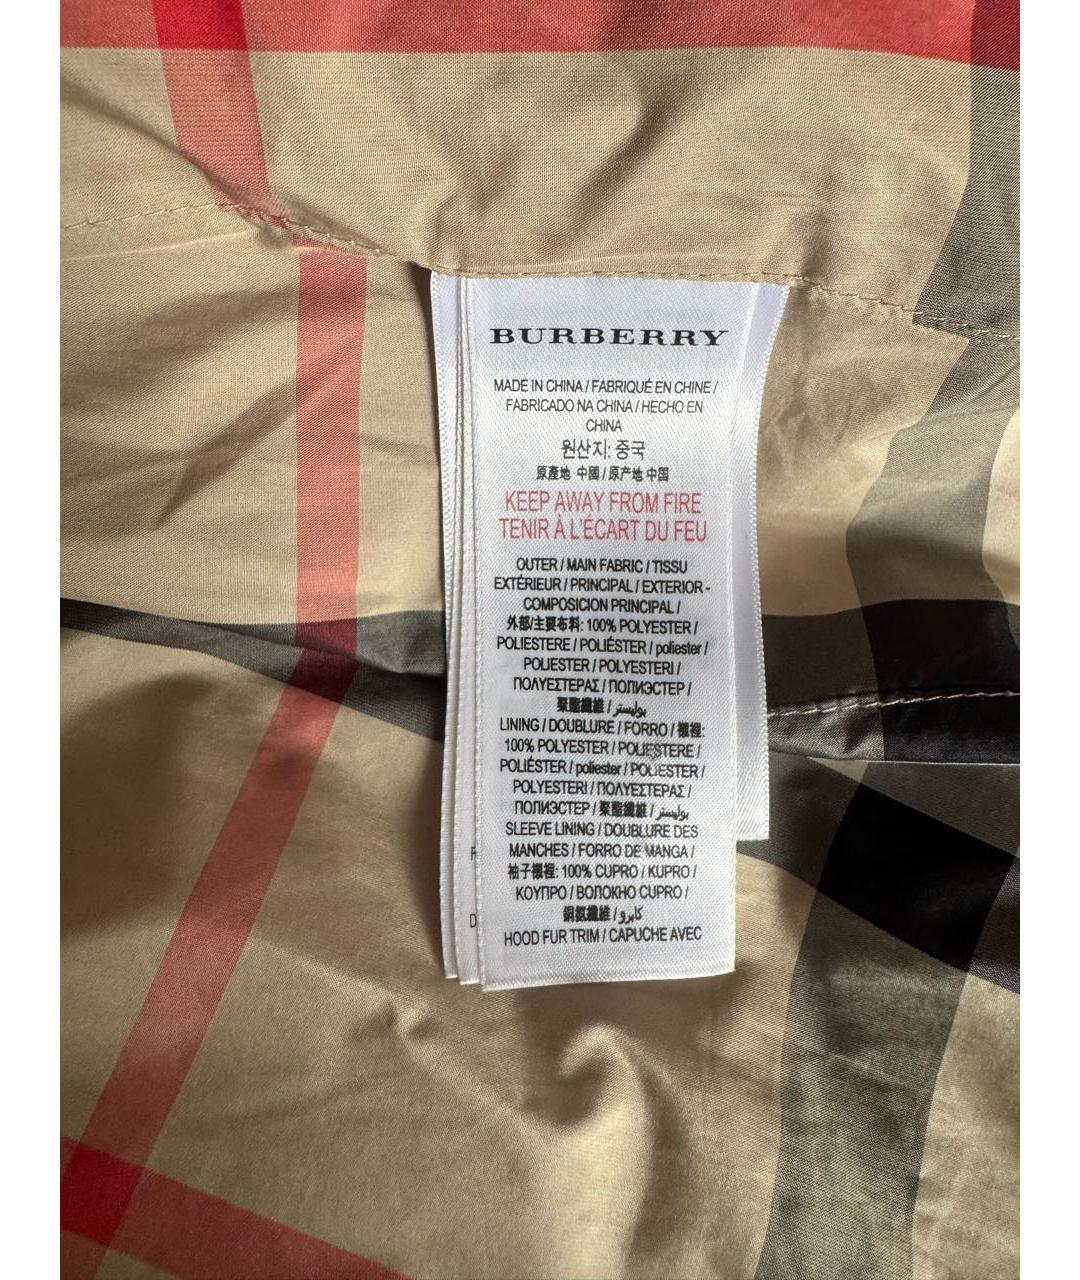 BURBERRY
MADE IN CHINA / FABRIQUÉ EN CHINE /
FABRICADO NA CHINA / HECHO EN
CHINA
원산지: 중국
原產地 中國 / 原产地 中国
KEEP AWAY FROM FIRE
TENIR À L'ÉCART DU FEU
OUTER / MAIN FABRIC / TISSU
EXTÉRIEUR / PRINCIPAL / EXTERIOR -
COMPOSICION PRINCIPAL /
外部/主要布料: 100% POLYESTER /
POLIESTERE / POLIÉSTER / poliester /
POLIESTER / POLYESTERI /
ΠΟΛΥΕΣΤΕΡΑΣ / ПОЛИЭСТЕР /
聚酯纖維 / بوليستر /
LINING / DOUBLURE / FORRO / 襯裡:
100% POLYESTER / POLIESTERE /
POLIÉSTER / poliester / POLIESTER /
POLYESTERI / ΠΟΛΥΕΣΤΕΡΑΣ /
ПОЛИЭСТЕР / 聚酯纖維 / بوليستر /
SLEEVE LINING / DOUBLURE DES
MANCHES / FORRO DE MANGA /
袖子襯裡: 100% CUPRO / KUPRO /
ΚΟΥΠΡΟ / ВОЛОКНО CUPRO /
銅氨纖維 / كابرو /
HOOD FUR TRIM / CAPUCHE AVEC